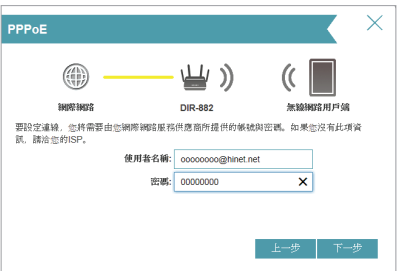 PPPoE
網際網路
DIR-882
無線網路用戶端
要設定連線，您將需要由您網際網路服務供應商所提供的帳號與密碼。如果您沒有此項資
訊，請洽您的ISP。
使用者名稱: oooooooo@hinet.net
密碼: 00000000
上一步 下一步